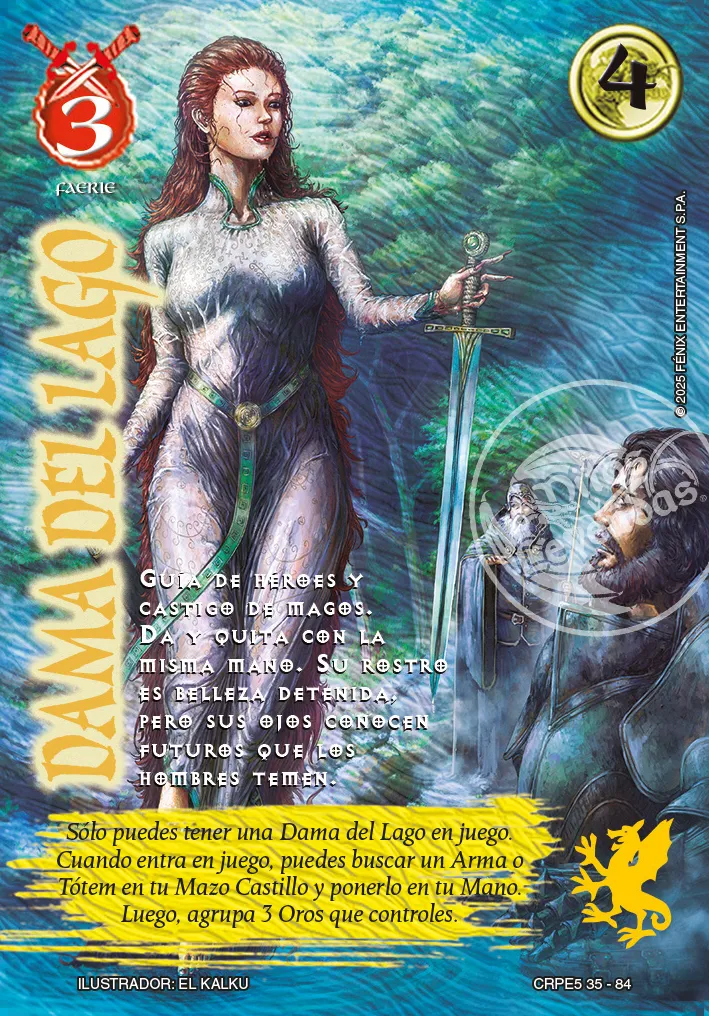 3
4
FAERIE
DAMA DEL LAGO
© 2025 FÉNIX ENTERTAINMENT S.P.A.
Guía de héroes y
castigo de magos.
Da y quita con la
misma mano. Su rostro
es belleza detenida,
pero sus ojos conocen
futuros que los
hombres temen.
Sólo puedes tener una Dama del Lago en juego.
Cuando entra en juego, puedes buscar un Arma o
Tótem en tu Mazo Castillo y ponerlo en tu Mano.
Luego, agrupa 3 Oros que controles.
ILUSTRADOR: EL KALKU
CRPE5 35 - 84